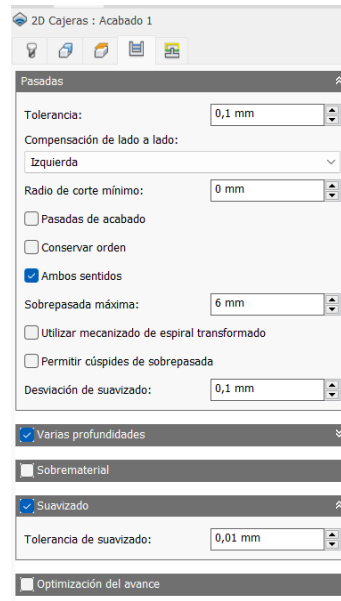 2D Cajeras : Acabado 1
Pasadas
Tolerancia: 0,1 mm
Compensación de lado a lado:
Izquierda
Radio de corte mínimo: 0 mm
Pasadas de acabado
Conservar orden
Ambos sentidos
Sobrepasada máxima: 6 mm
Utilizar mecanizado de espiral transformado
Permitir cúspides de sobrepasada
Desviación de suavizado: 0,1 mm
Varias profundidades
Sobrematerial
Suavizado
Tolerancia de suavizado: 0,01 mm
Optimización del avance